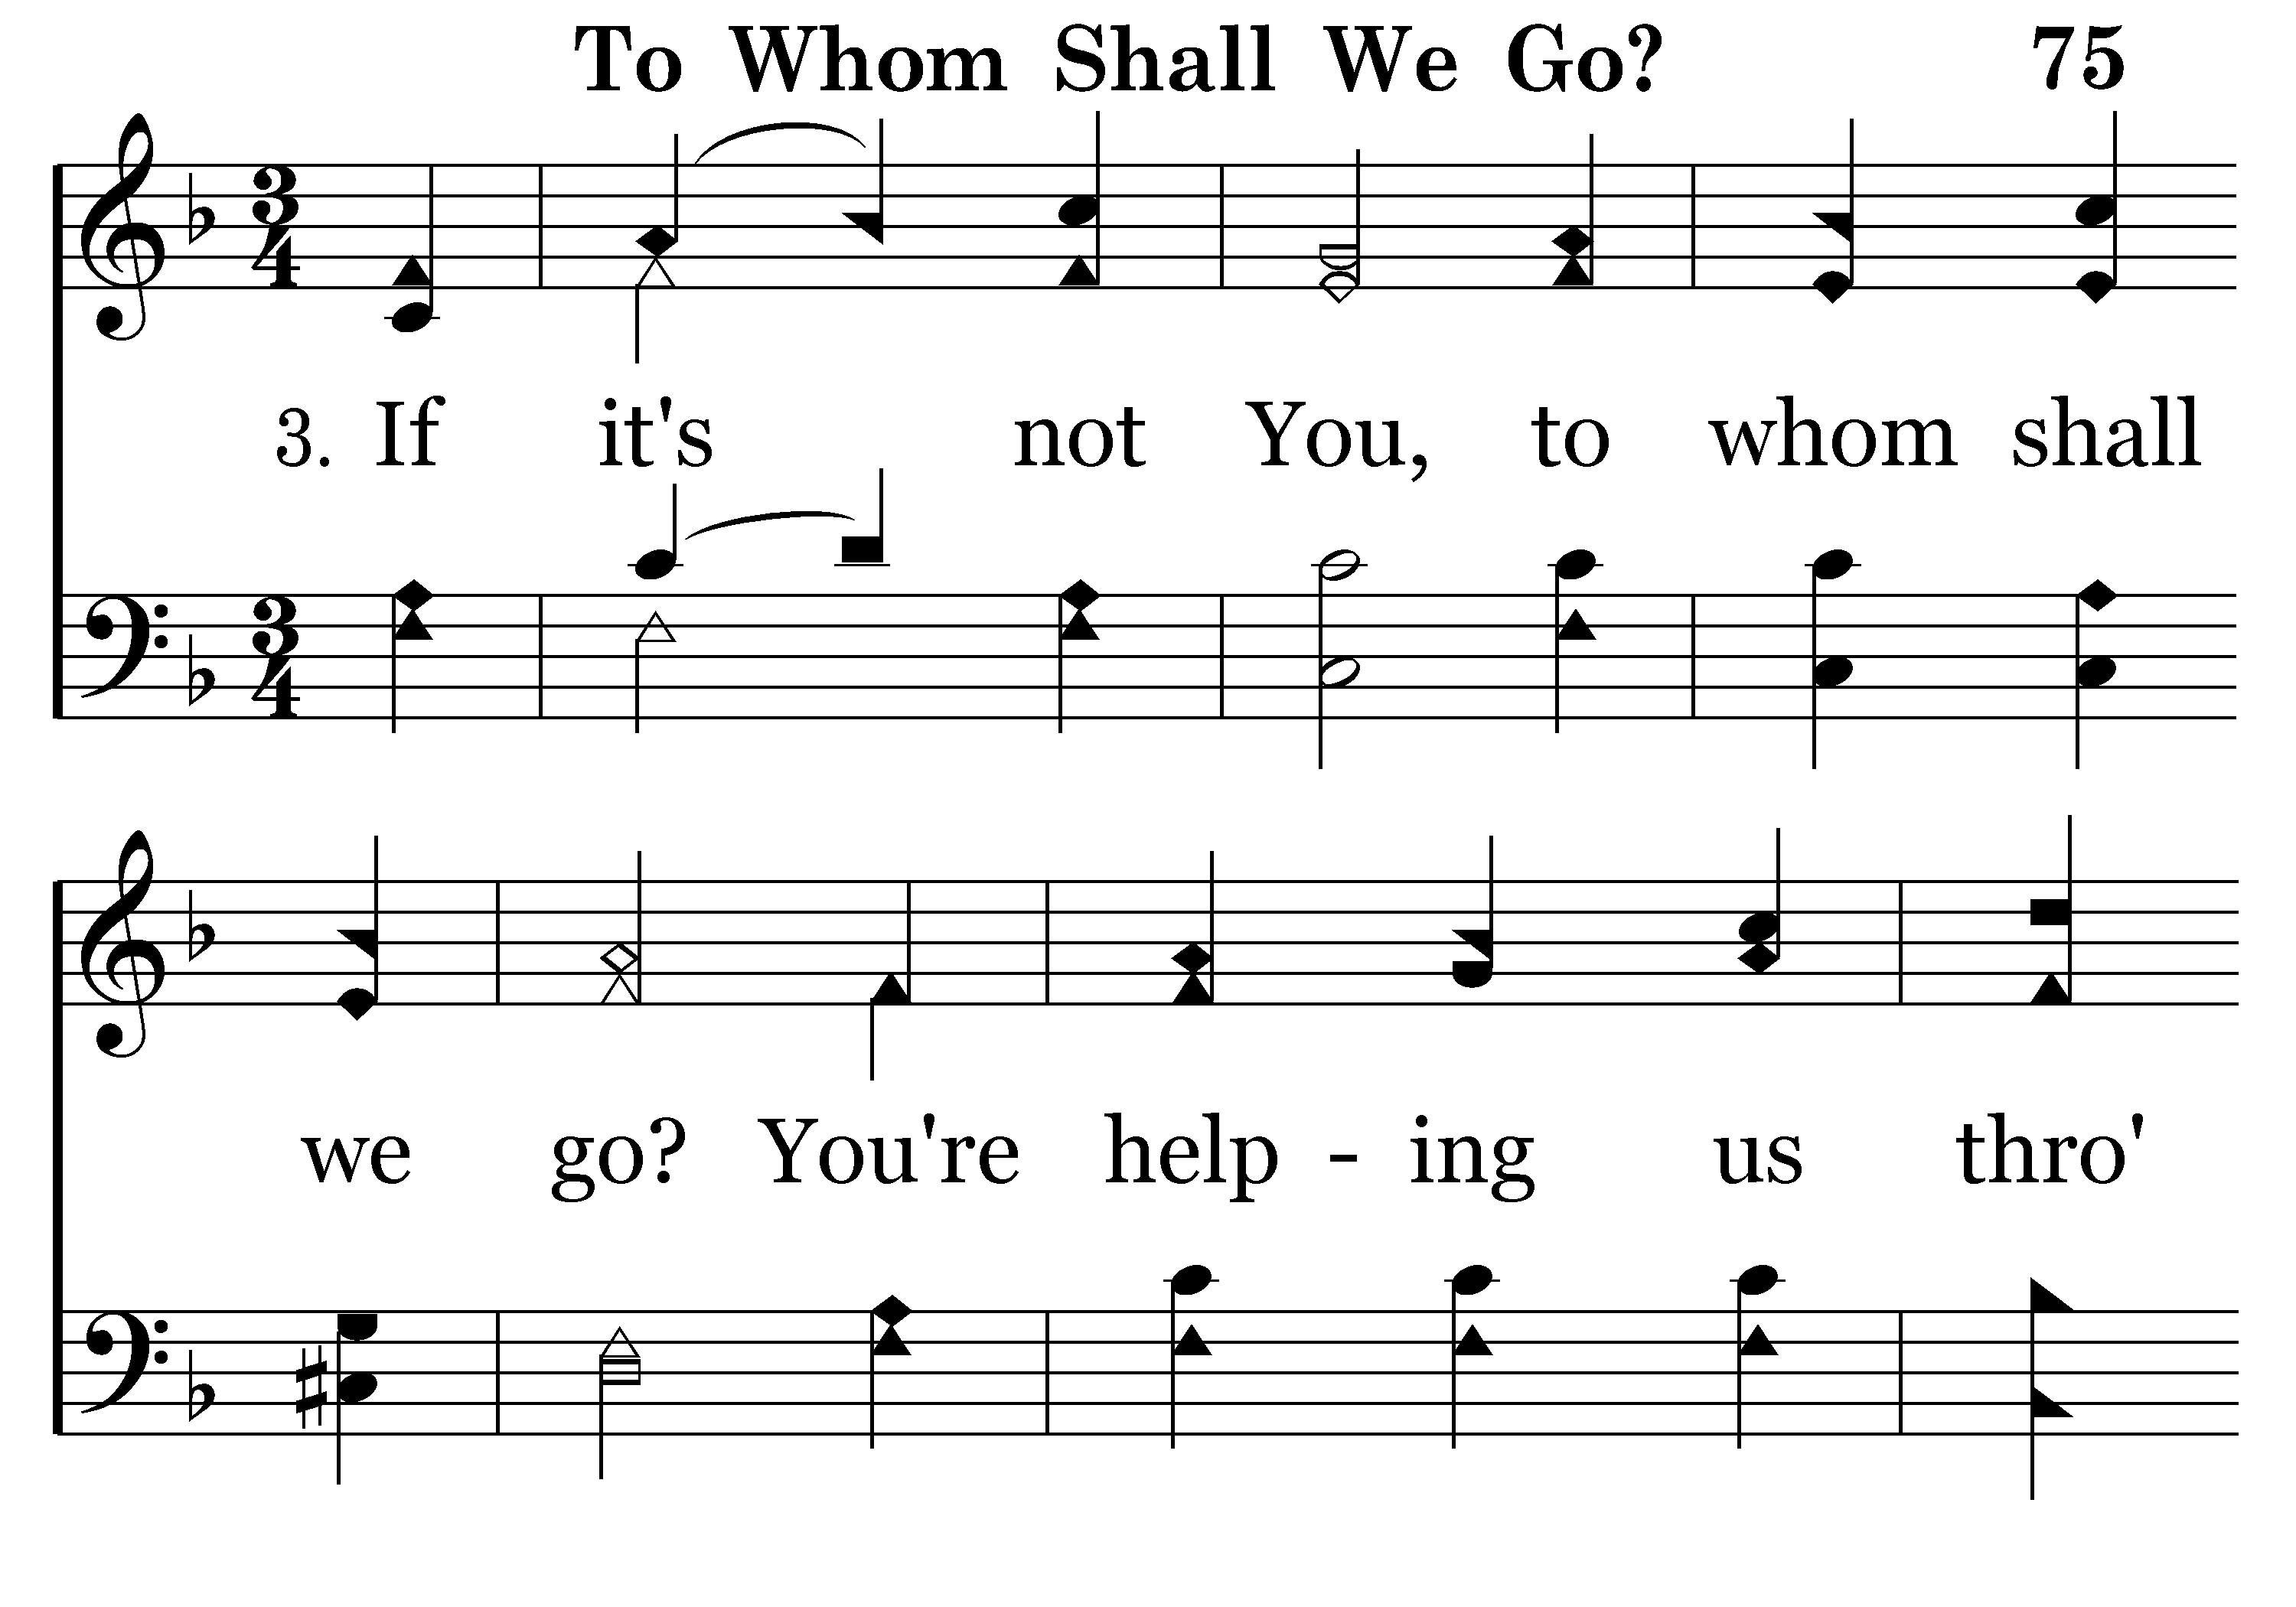 To Whom Shall We Go? 75
3. If it's not You, to whom shall
we go? You're help - ing us thro'